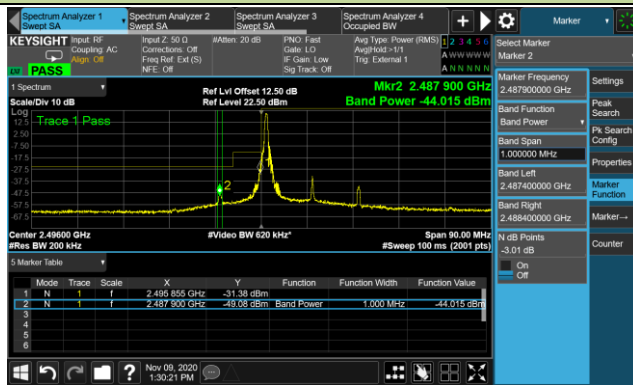 Spectrum Analyzer 1
Swept SA
Spectrum Analyzer 2
Swept SA
Spectrum Analyzer 3
Swept SA
Spectrum Analyzer 4
Occupied BW
Marker
KEYSIGHT
Input: RF
Coupling: AC
Align: Off
Input Z: 50 Ω
Corrections: Off
Freq Ref: Ext (S)
NFE: Off
#Atten: 20 dB
PNO: Fast
Gate: LO
IF Gain: Low
Sig Track: Off
Avg Type: Power (RMS)
Avg|Hold:>1/1
Trig: External 1
1 2 3 4 5 6
A W W W W W
A N N N N N
PASS
Select Marker
Marker 2
1 Spectrum
Scale/Div 10 dB
Ref Lvl Offset 12.50 dB
Ref Level 22.50 dBm
Mkr2 2.487 900 GHz
Band Power -44.015 dBm
Log
12.5
2.50
-7.50
-17.5
-27.5
-37.5
-47.5
-57.5
-67.5
Trace 1 Pass
2
Center 2.49600 GHz
#Res BW 200 kHz
#Video BW 620 kHz*
Span 90.00 MHz
#Sweep 100 ms (2001 pts)
5 Marker Table
Mode Trace Scale X Y Function Function Width Function Value
1 N 1 f 2.495 855 GHz -31.38 dBm
2 N 1 f 2.487 900 GHz -49.08 dBm Band Power 1.000 MHz -44.015 dBm
3
4
5
6
Marker Frequency
2.487900000 GHz
Band Function
Band Power
Band Span
1.000000 MHz
Band Left
2.487400000 GHz
Band Right
2.488400000 GHz
N dB Points
-3.01 dB
On
Off
Settings
Peak
Search
Pk Search
Config
Properties
Marker
Function
Marker→
Counter
?
Nov 09, 2020
1:30:21 PM